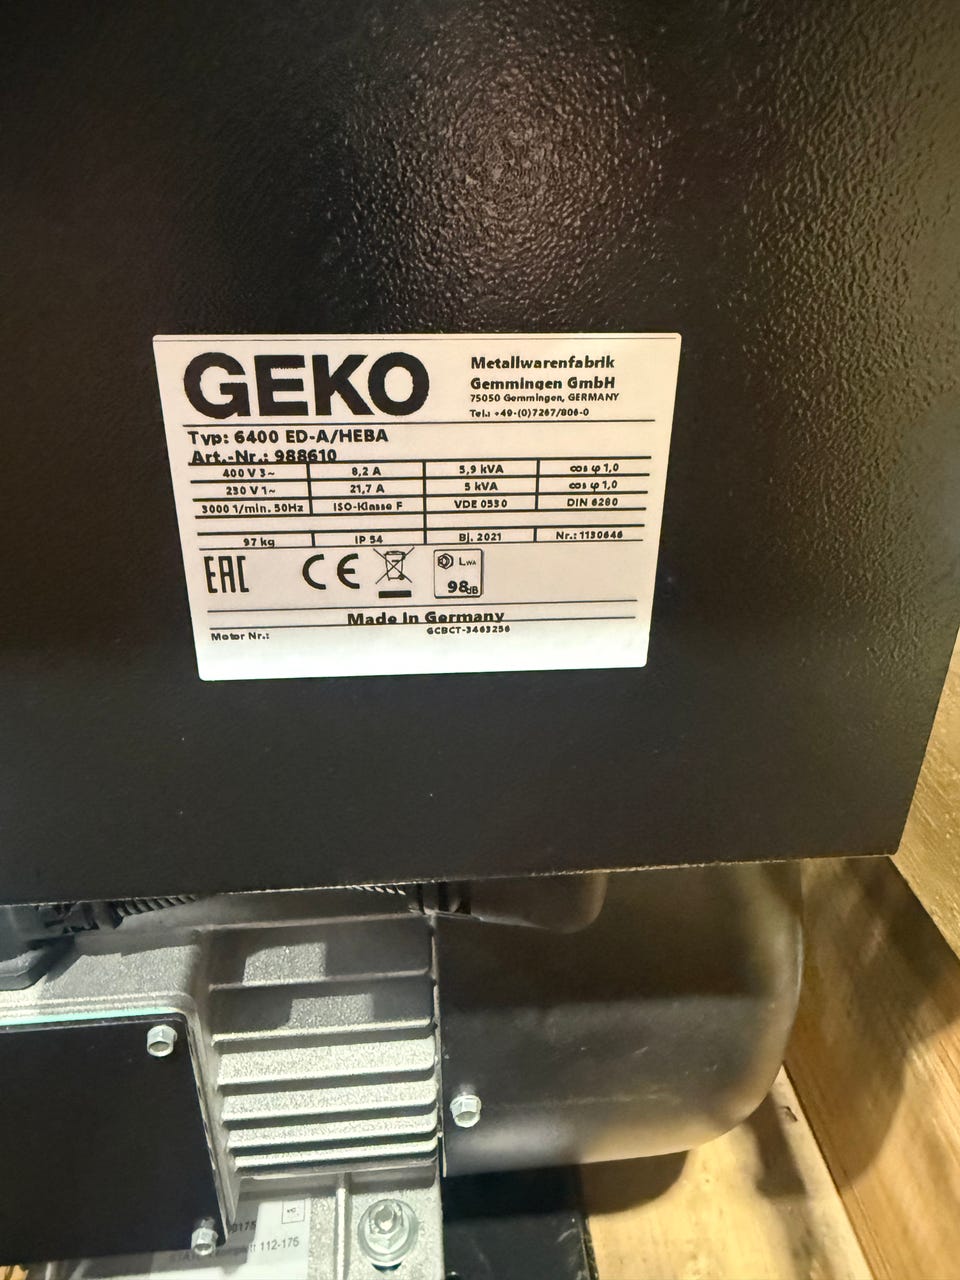 GEKO
Metallwarenfabrik
Gemmingen GmbH
75050 Gemmingen, GERMANY
Tel.: +49-(0)7267/806-0
Typ: 6400 ED-A/HEBA
Art.-Nr.: 988610
400 V 3~ 8,2 A 5,9 kVA cos φ 1,0
230 V 1~ 21,7 A 5 kVA cos φ 1,0
3000 1/min. 50Hz ISO-Klasse F VDE 0530 DIN 6280
97 kg IP 54 Bj. 2021 Nr.: 1130646
EAC CE LWA
98dB
Made in Germany
Motor Nr.: GCBCT-3463256
112-175